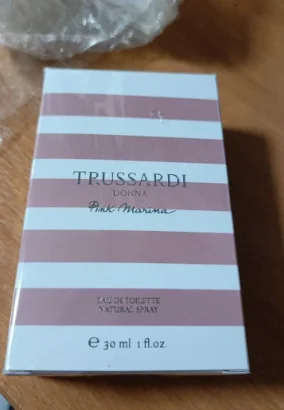 TRUSSARDI
DONNA
Pink Marina
EAU DE TOILETTE
NATURAL SPRAY
e 30 ml 1 fl.oz.